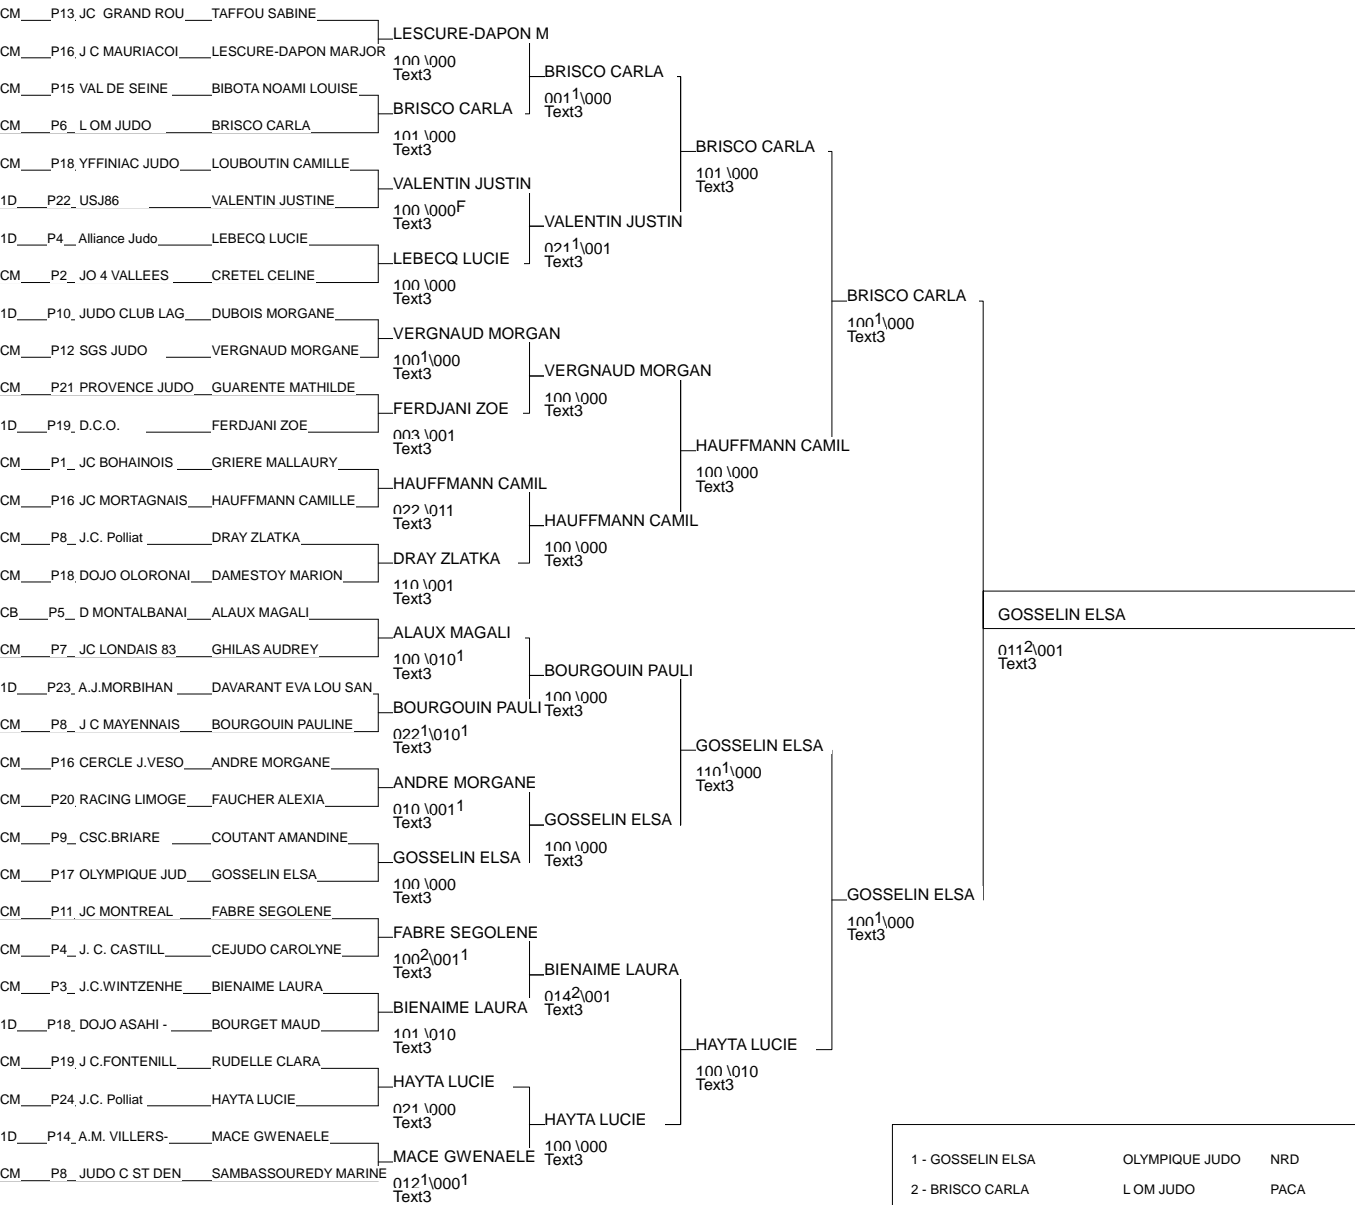 CM P13 JC GRAND ROU TAFFOU SABINE
LESCURE-DAPON M
CM P16 J C MAURIACOI LESCURE-DAPON MARJOR
100 \000
Text3
BRISCO CARLA
CM P15 VAL DE SEINE BIBOTA NOAMI LOUISE
0011\000
Text3
BRISCO CARLA
CM P6 L OM JUDO BRISCO CARLA
101 \000
Text3
BRISCO CARLA
CM P18 YFFINIAC JUDO LOUBOUTIN CAMILLE
101 \000
Text3
VALENTIN JUSTIN
1D P22 USJ86 VALENTIN JUSTINE
100 \000F
Text3
VALENTIN JUSTIN
1D P4 Alliance Judo LEBECQ LUCIE
0211\001
Text3
LEBECQ LUCIE
CM P2 JO 4 VALLEES CRETEL CELINE
100 \000
Text3
BRISCO CARLA
1D P10 JUDO CLUB LAG DUBOIS MORGANE
1001\000
Text3
VERGNAUD MORGAN
CM P12 SGS JUDO VERGNAUD MORGANE
1001\000
Text3
VERGNAUD MORGAN
CM P21 PROVENCE JUDO GUARENTE MATHILDE
100 \000
Text3
FERDJANI ZOE
1D P19 D.C.O. FERDJANI ZOE
003 \001
Text3
HAUFFMANN CAMIL
CM P1 JC BOHAINOIS GRIERE MALLAURY
100 \000
Text3
HAUFFMANN CAMIL
CM P16 JC MORTAGNAIS HAUFFMANN CAMILLE
022 \011
Text3
HAUFFMANN CAMIL
CM P8 J.C. Polliat DRAY ZLATKA
100 \000
Text3
DRAY ZLATKA
CM P18 DOJO OLORONAI DAMESTOY MARION
110 \001
Text3
CB P5 D MONTALBANAI ALAUX MAGALI
GOSSELIN ELSA
0112\001
Text3
ALAUX MAGALI
CM P7 JC LONDAIS 83 GHILAS AUDREY
100 \0101
Text3
BOURGOUIN PAULI
1D P23 A.J.MORBIHAN DAVARANT EVA LOU SAN
100 \000
Text3
BOURGOUIN PAULI
CM P8 J C MAYENNAIS BOURGOUIN PAULINE
0221\0101
Text3
GOSSELIN ELSA
CM P16 CERCLE J.VESO ANDRE MORGANE
1101\000
Text3
ANDRE MORGANE
CM P20 RACING LIMOGE FAUCHER ALEXIA
010 \0011
Text3
GOSSELIN ELSA
CM P9 CSC.BRIARE COUTANT AMANDINE
100 \000
Text3
GOSSELIN ELSA
CM P17 OLYMPIQUE JUD GOSSELIN ELSA
100 \000
Text3
GOSSELIN ELSA
CM P11 JC MONTREAL FABRE SEGOLENE
1001\000
Text3
FABRE SEGOLENE
CM P4 J. C. CASTILL CEJUDO CAROLYNE
1002\0011
Text3
BIENAIME LAURA
CM P3 J.C.WINTZENHE BIENAIME LAURA
0142\001
Text3
BIENAIME LAURA
1D P18 DOJO ASAHI - BOURGET MAUD
101 \010
Text3
HAYTA LUCIE
CM P19 J C.FONTENILL RUDELLE CLARA
100 \010
Text3
HAYTA LUCIE
CM P24 J.C. Polliat HAYTA LUCIE
021 \000
Text3
HAYTA LUCIE
1D P14 A.M. VILLERS- MACE GWENAELE
100 \000
Text3
MACE GWENAELE
CM P8 JUDO C ST DEN SAMBASSOUREDY MARINE
0121\0001
Text3
1 - GOSSELIN ELSA OLYMPIQUE JUDO NRD
2 - BRISCO CARLA L OM JUDO PACA